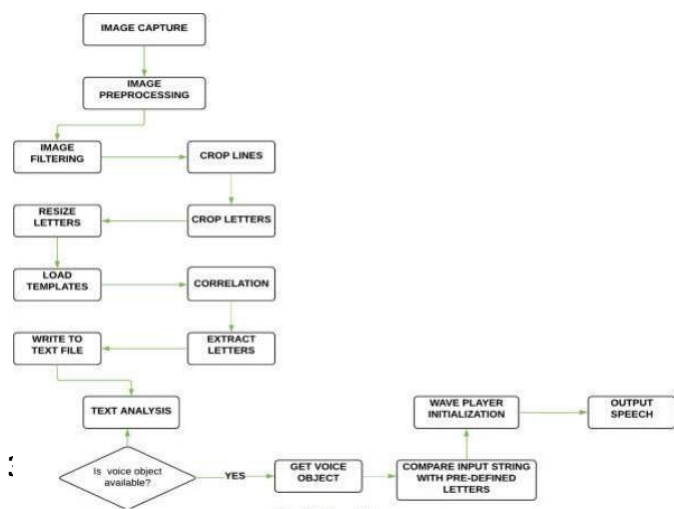 IMAGE CAPTURE
IMAGE
PREPROCESSING
IMAGE
FILTERING
CROP LINES
RESIZE
LETTERS
CROP LETTERS
LOAD
TEMPLATES
CORRELATION
WRITE TO
TEXT FILE
EXTRACT
LETTERS
TEXT ANALYSIS
WAVE PLAYER
INITIALIZATION
OUTPUT
SPEECH
Is voice object
available?
YES
GET VOICE
OBJECT
COMPARE INPUT STRING
WITH PRE-DEFINED
LETTERS